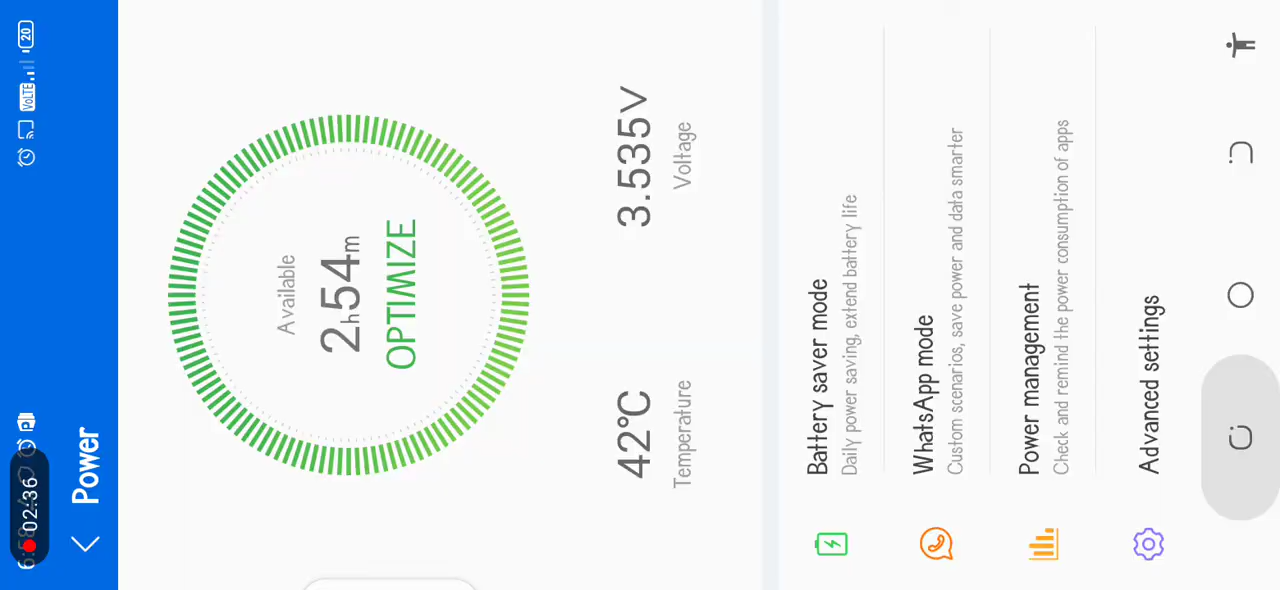 02:36
VoLTE
20
Power
Available
2h54m
OPTIMIZE
42°C
3.535V
Temperature
Voltage
Battery saver mode
Daily power saving, extend battery life
WhatsApp mode
Custom scenarios, save power and data smarter
Power management
Check and remind the power consumption of apps
Advanced settings